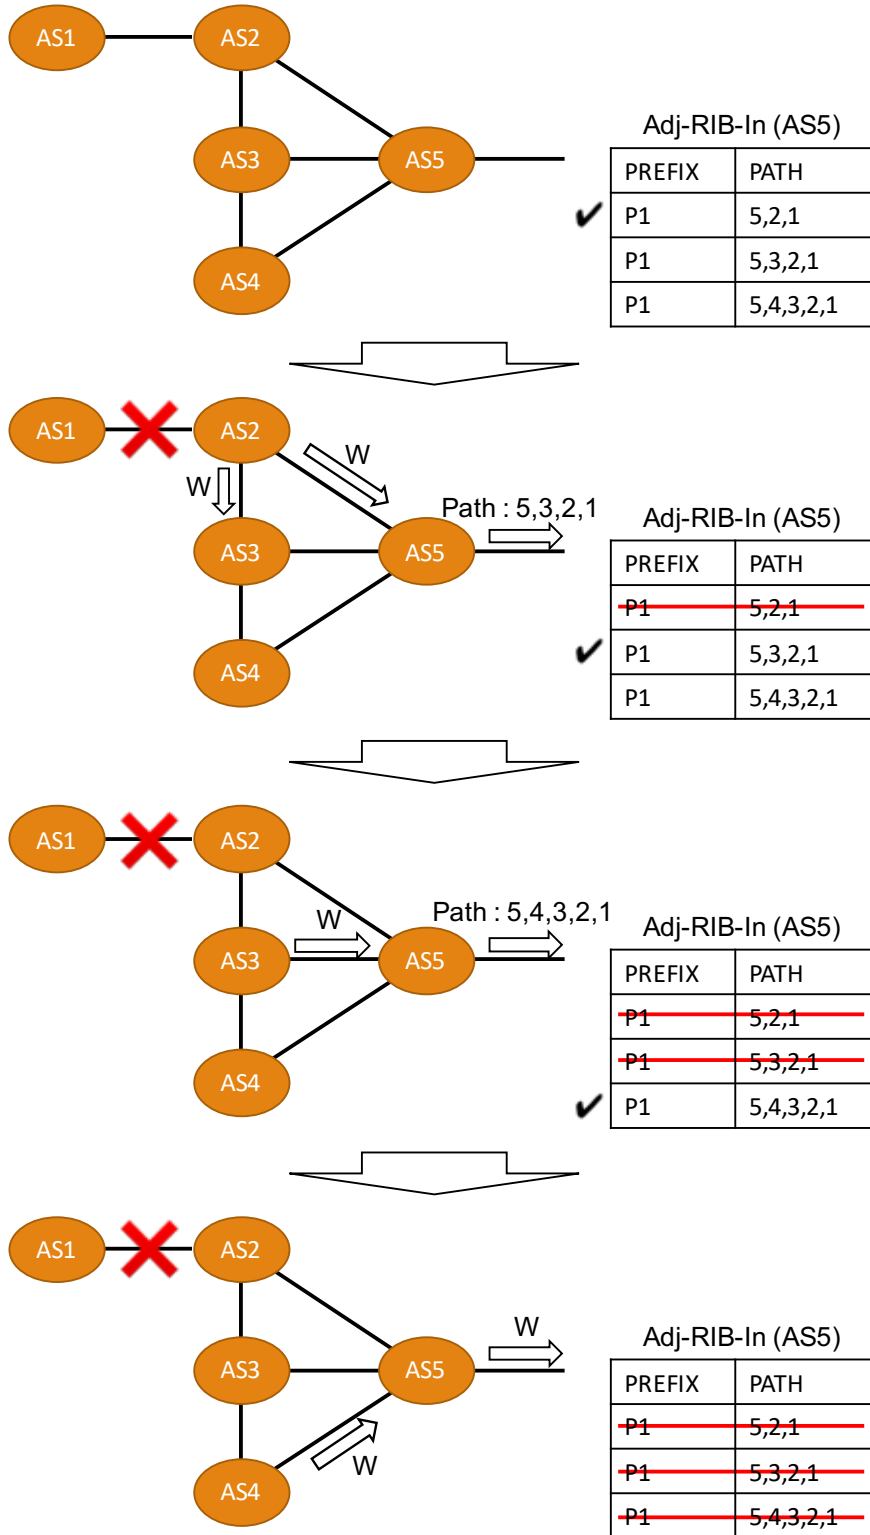 AS1
AS2
AS3
AS5
AS4
Adj-RIB-In (AS5)
PREFIX PATH
P1 5,2,1
P1 5,3,2,1
P1 5,4,3,2,1
AS1
AS2
W
W
Path : 5,3,2,1
AS3
AS5
AS4
Adj-RIB-In (AS5)
PREFIX PATH
P1 5,2,1
P1 5,3,2,1
P1 5,4,3,2,1
AS1
AS2
W
Path : 5,4,3,2,1
AS3
AS5
AS4
Adj-RIB-In (AS5)
PREFIX PATH
P1 5,2,1
P1 5,3,2,1
P1 5,4,3,2,1
AS1
AS2
W
AS3
AS5
W
AS4
Adj-RIB-In (AS5)
PREFIX PATH
P1 5,2,1
P1 5,3,2,1
P1 5,4,3,2,1